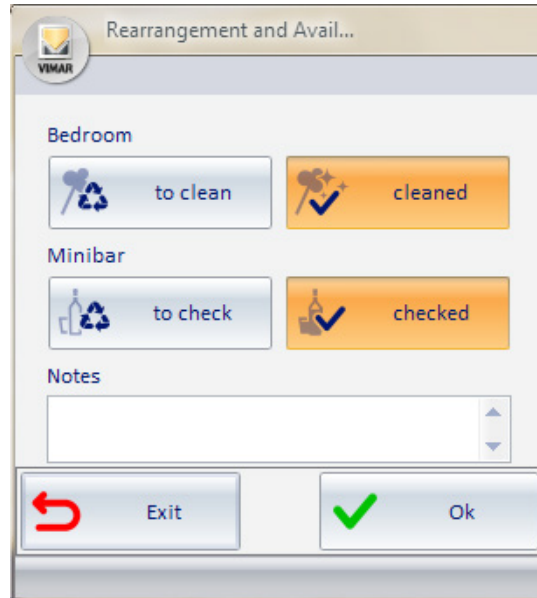 Rearrangement and Avail...
VIMAR
Bedroom
to clean
cleaned
Minibar
to check
checked
Notes
Exit
Ok